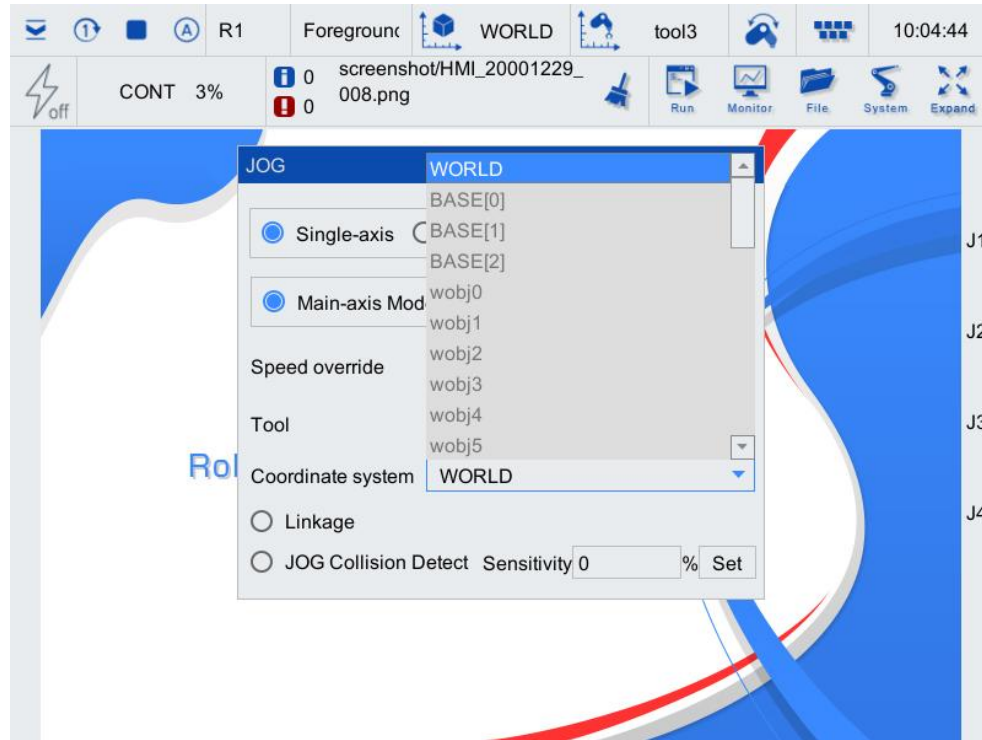 R1 Foregroun WORLD tool3 10:04:44
off CONT 3% 0 screenshot/HMI_20001229_
0 008.png
Run Monitor File System Expand
JOG
WORLD
BASE[0]
BASE[1]
BASE[2]
wobj0
wobj1
wobj2
wobj3
wobj4
wobj5
Single-axis
Main-axis Mod
Speed override
Tool
Coordinate system WORLD
Linkage
JOG Collision Detect Sensitivity 0 % Set
Rol
J1
J2
J3
J4